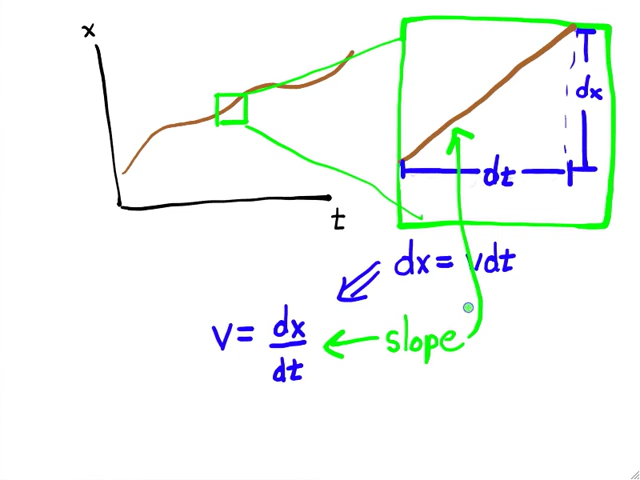 x
t
dx
dt
dx = vdt
v = dx/dt
slope